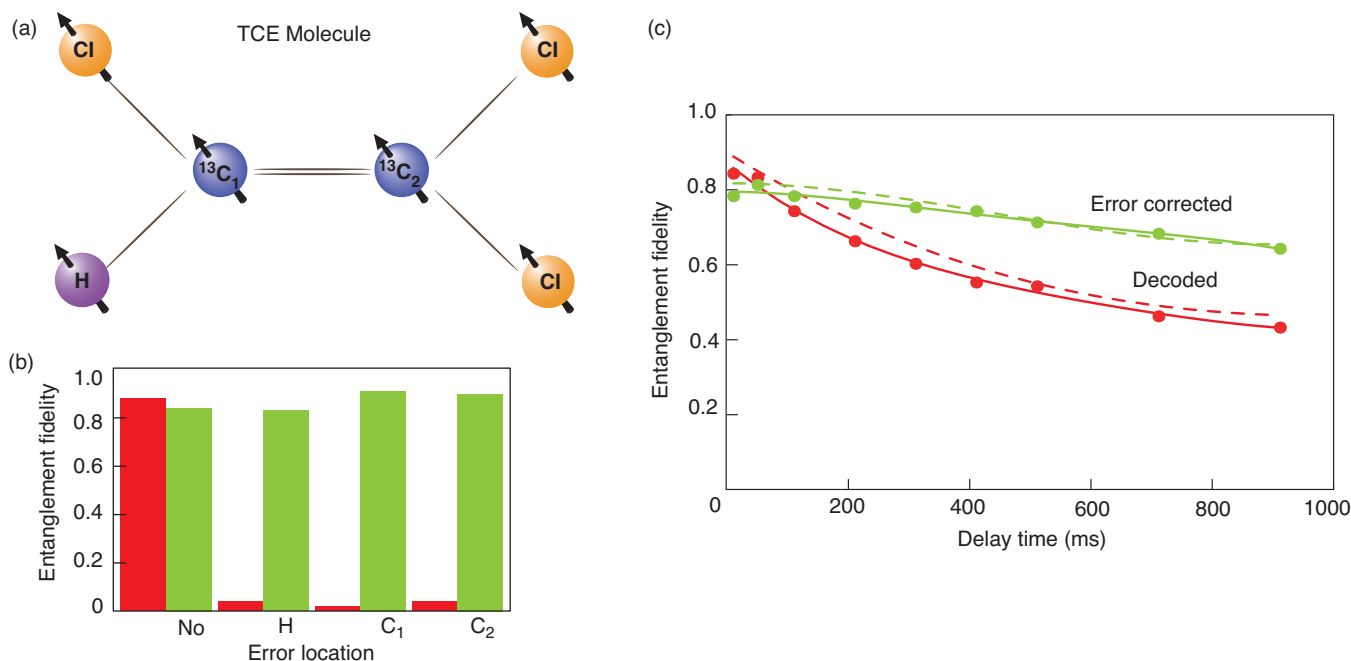 (a)
TCE Molecule
Cl
Cl
¹³C₁
¹³C₂
H
Cl
(b)
Entanglement fidelity
1.0
0.8
0.6
0.4
0.2
0
No
H
C₁
C₂
Error location
(c)
Entanglement fidelity
1.0
0.8
0.6
0.4
0.2
Error corrected
Decoded
0
200
400
600
800
1000
Delay time (ms)